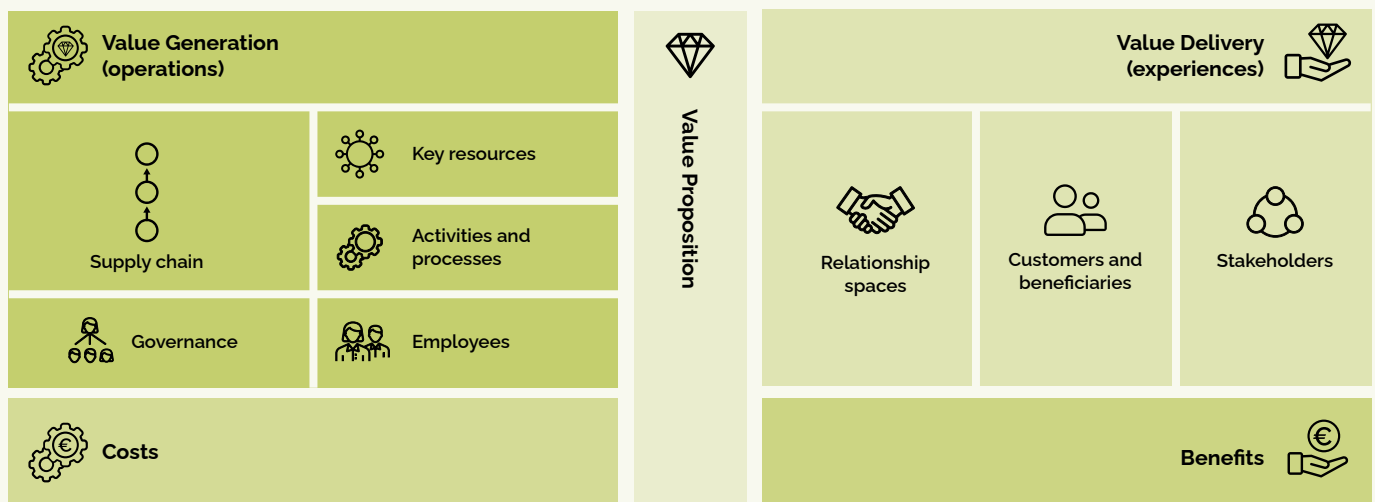 Value Generation
(operations)
Supply chain
Key resources
Activities and
processes
Governance
Employees
Costs
€
Value Proposition
Value Delivery
(experiences)
Relationship
spaces
Customers and
beneficiaries
Stakeholders
Benefits
€